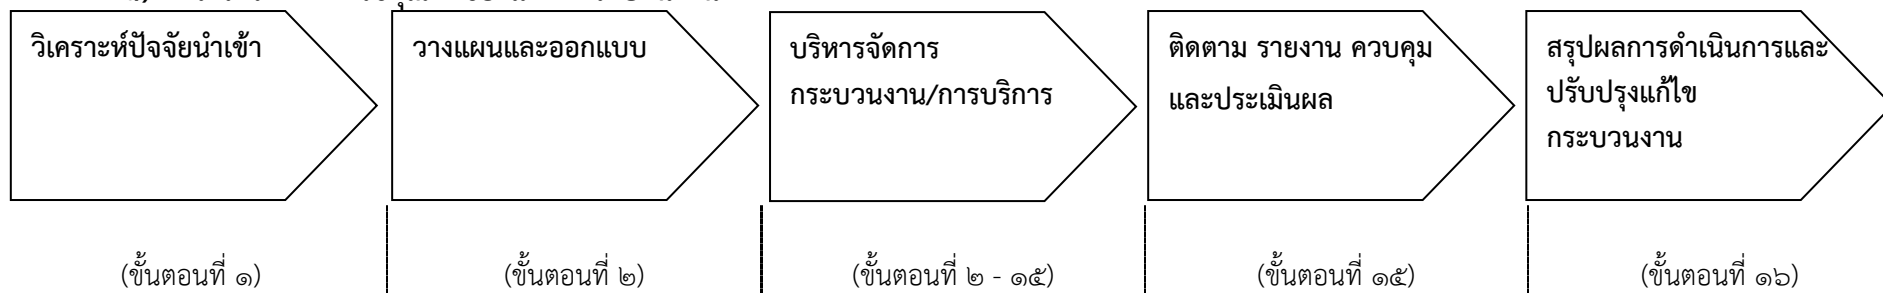 วิเคราะห์ปัจจัยนำเข้า
วางแผนและออกแบบ
บริหารจัดการ
กระบวนงาน/การบริการ
ติดตาม รายงาน ควบคุม
และประเมินผล
สรุปผลการดำเนินการและ
ปรับปรุงแก้ไข
กระบวนงาน
(ขั้นตอนที่ ๑)
(ขั้นตอนที่ ๒)
(ขั้นตอนที่ ๒ - ๑๕)
(ขั้นตอนที่ ๑๕)
(ขั้นตอนที่ ๑๖)